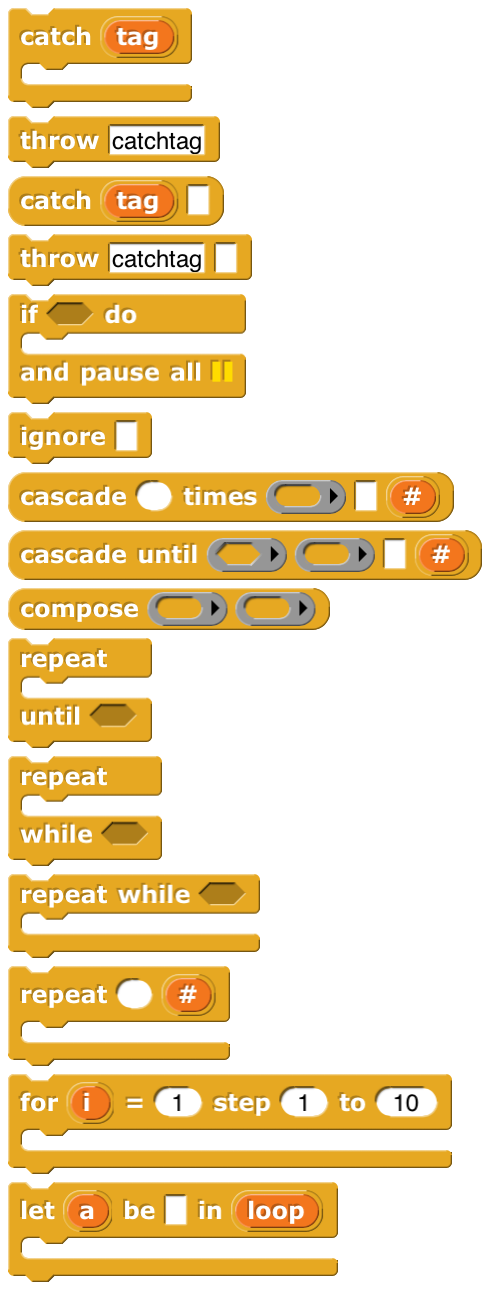 catch tag
throw catchtag
catch tag
throw catchtag
if do
and pause all
ignore
cascade times #
cascade until #
compose
repeat
until
repeat
while
repeat while
repeat #
for i = 1 step 1 to 10
let a be in loop